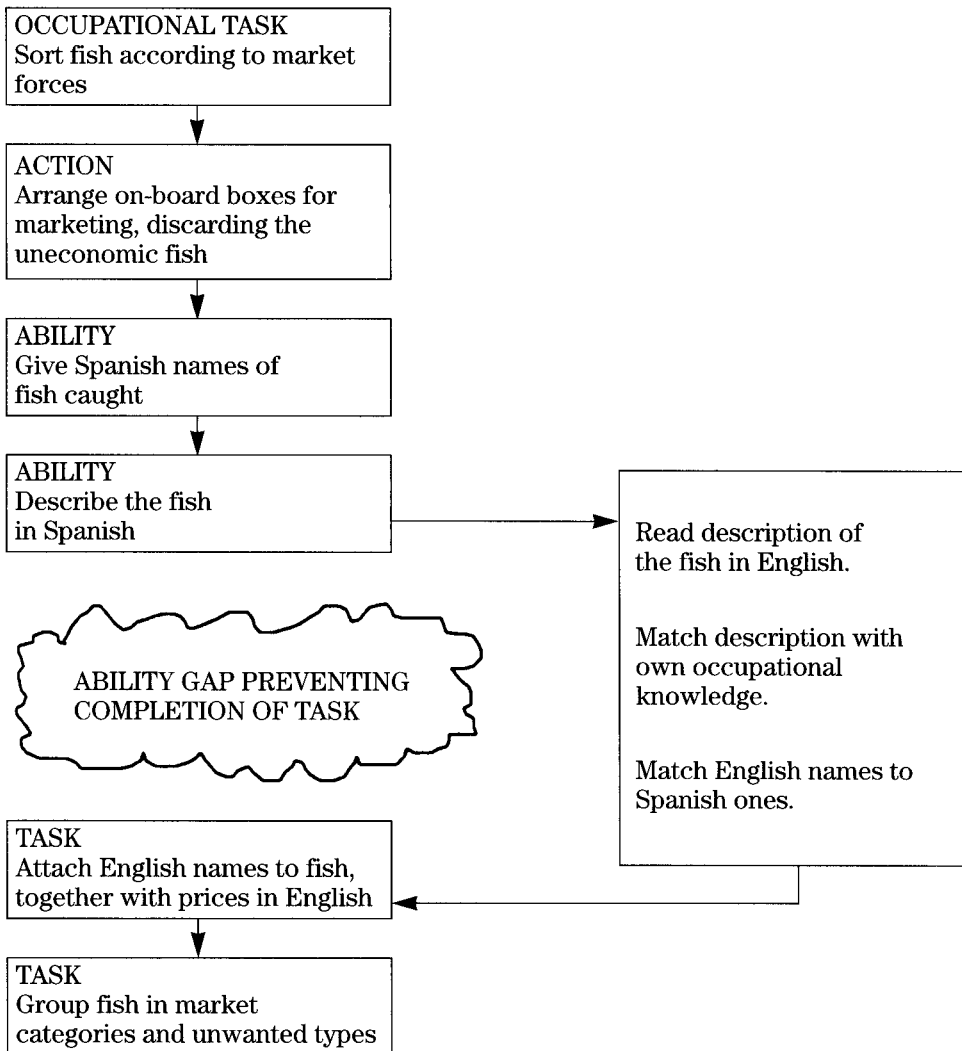 OCCUPATIONAL TASK
Sort fish according to market
forces
ACTION
Arrange on-board boxes for
marketing, discarding the
uneconomic fish
ABILITY
Give Spanish names of
fish caught
ABILITY
Describe the fish
in Spanish
Read description of
the fish in English.
Match description with
own occupational
knowledge.
Match English names to
Spanish ones.
ABILITY GAP PREVENTING
COMPLETION OF TASK
TASK
Attach English names to fish,
together with prices in English
TASK
Group fish in market
categories and unwanted types